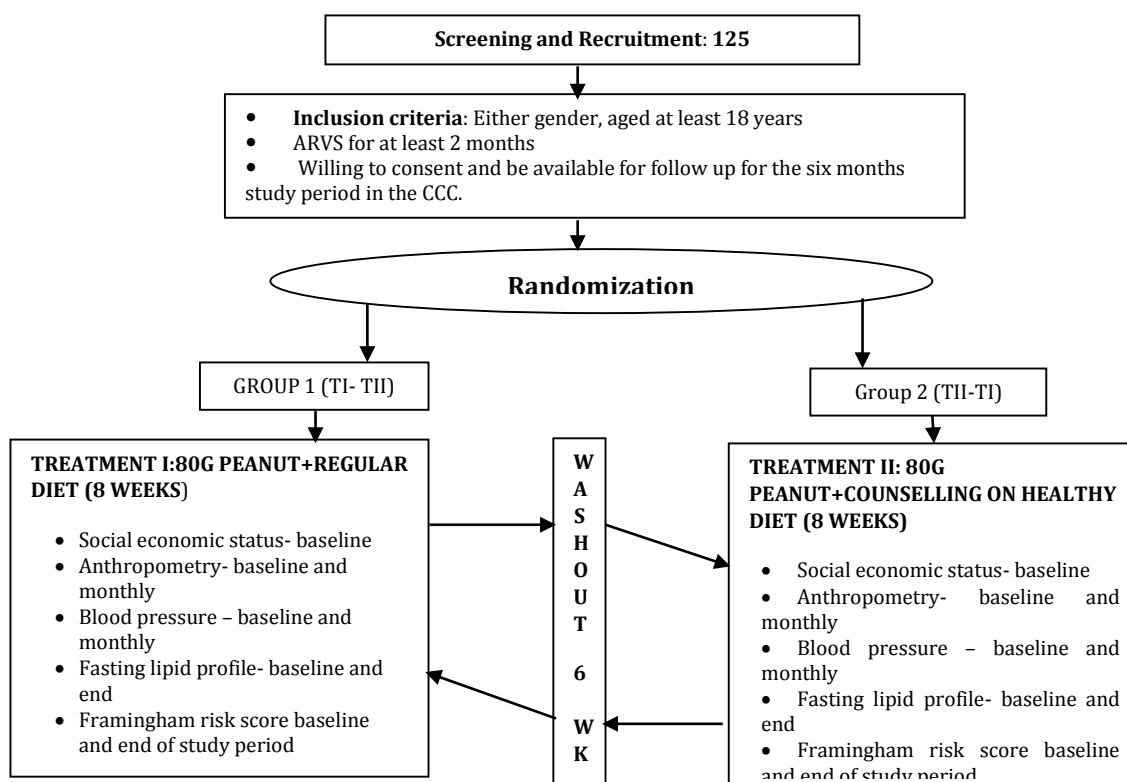 Screening and Recruitment: 125
• Inclusion criteria: Either gender, aged at least 18 years
• ARVS for at least 2 months
• Willing to consent and be available for follow up for the six months
study period in the CCC.
Randomization
GROUP 1 (TI- TII)
Group 2 (TII-TI)
TREATMENT I:80G PEANUT+REGULAR
DIET (8 WEEKS)
• Social economic status- baseline
• Anthropometry- baseline and
monthly
• Blood pressure – baseline and
monthly
• Fasting lipid profile- baseline and
end
• Framingham risk score baseline
and end of study period
W
A
S
H
O
U
T
6
W
K
TREATMENT II: 80G
PEANUT+COUNSELLING ON HEALTHY
DIET (8 WEEKS)
• Social economic status- baseline
• Anthropometry- baseline and
monthly
• Blood pressure – baseline and
monthly
• Fasting lipid profile- baseline and
end
• Framingham risk score baseline
and end of study period